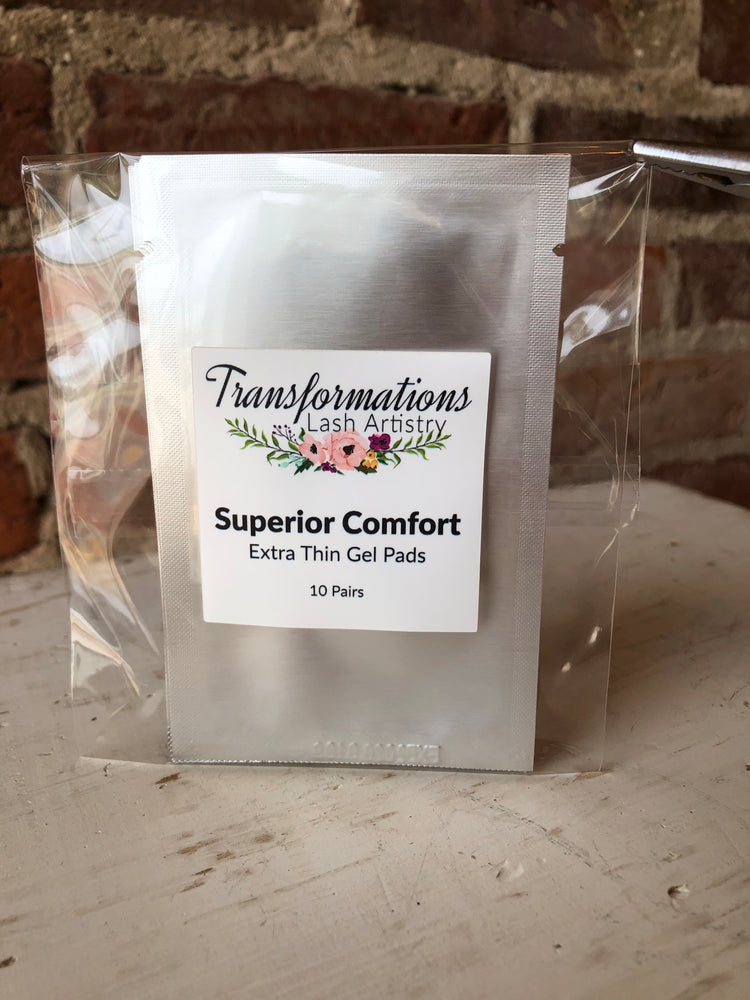 Transformations
Lash Artistry
Superior Comfort
Extra Thin Gel Pads
10 Pairs